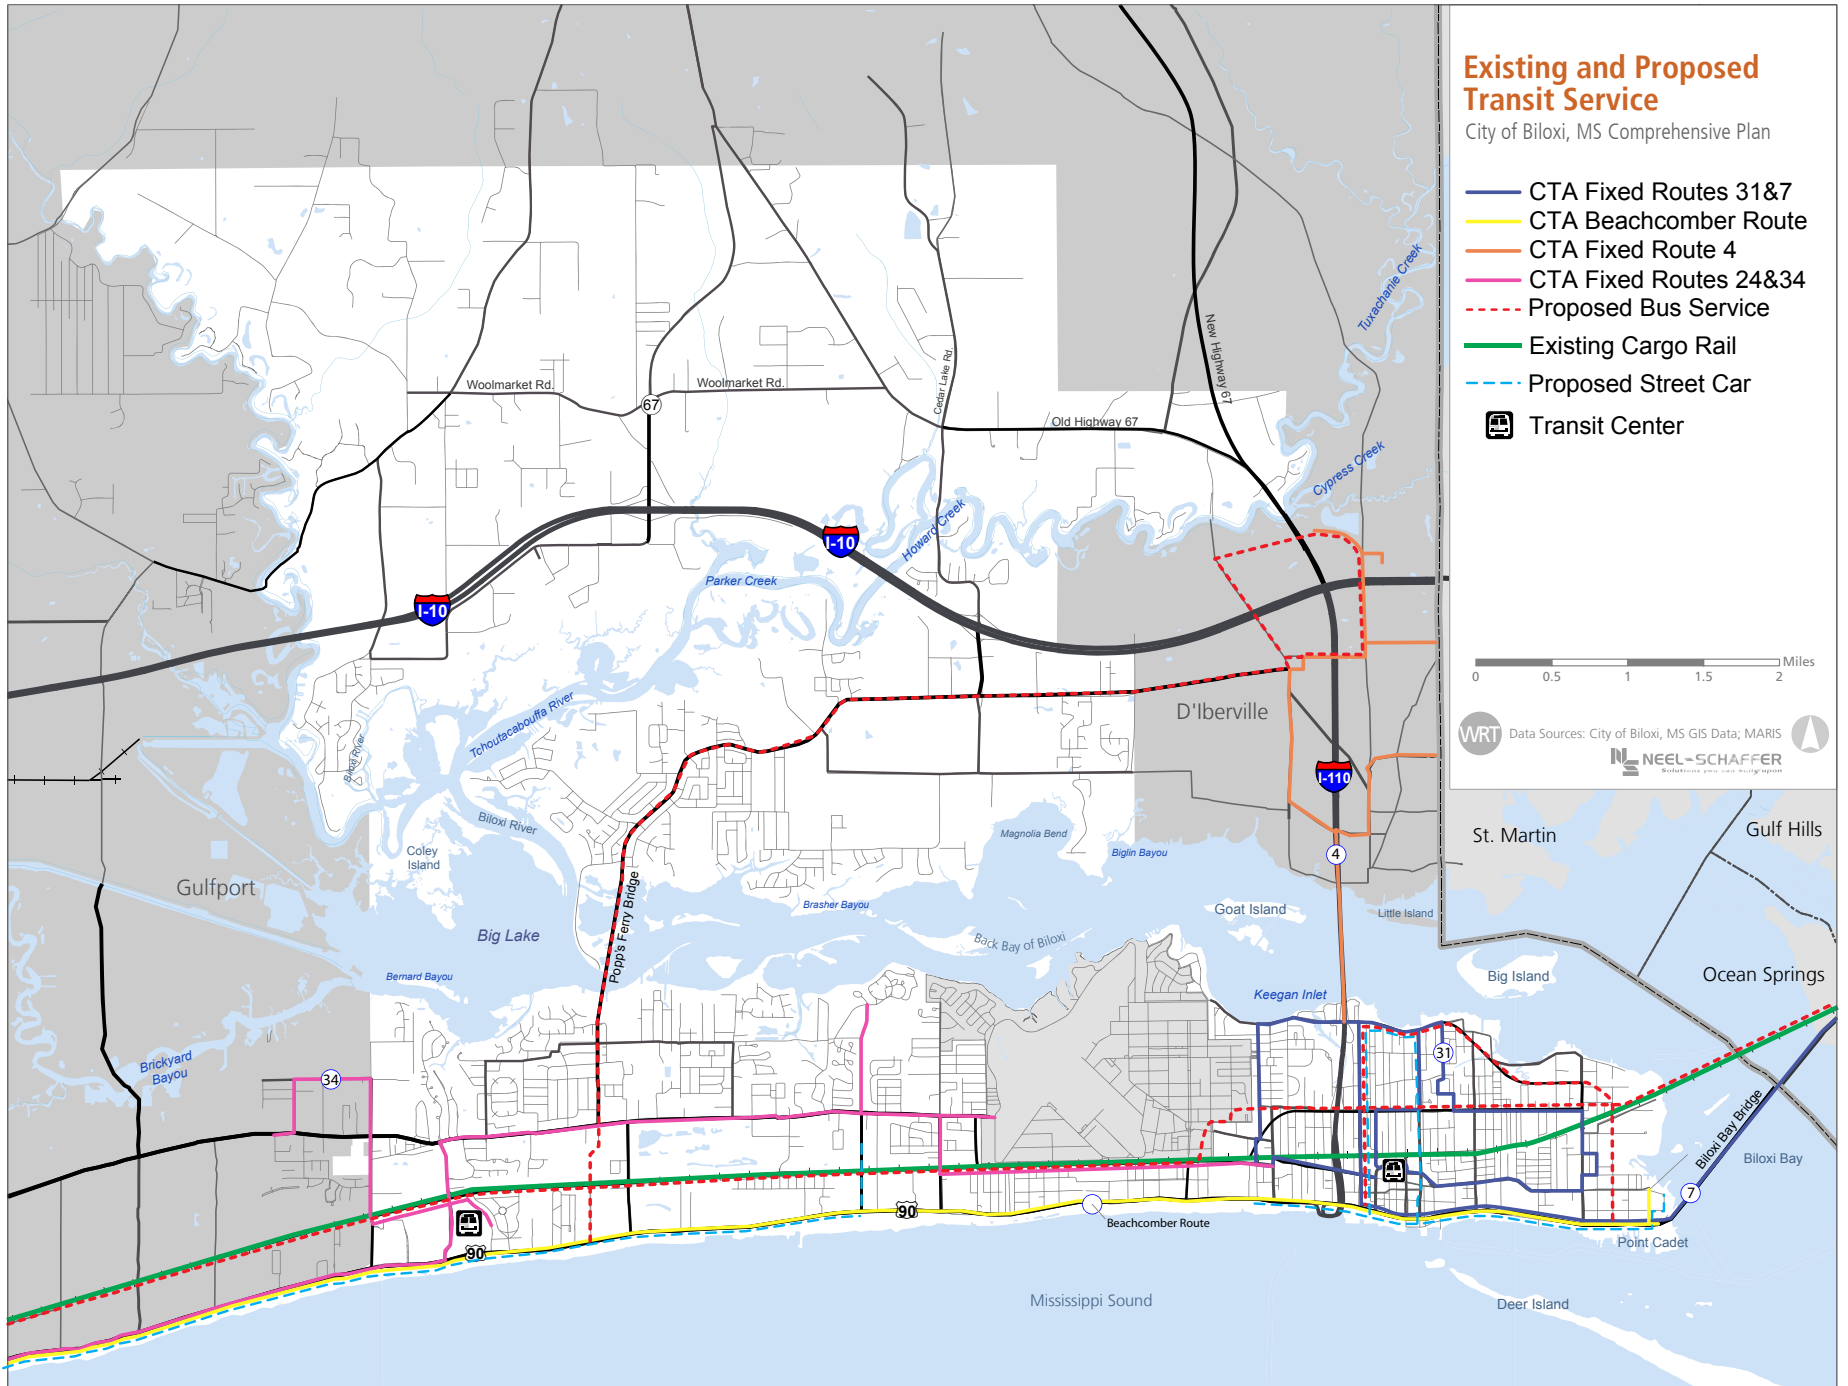 Existing and Proposed
Transit Service
City of Biloxi, MS Comprehensive Plan
CTA Fixed Routes 31&7
CTA Beachcomber Route
CTA Fixed Route 4
CTA Fixed Routes 24&34
Proposed Bus Service
Existing Cargo Rail
Proposed Street Car
Transit Center
Miles
0 0.5 1 1.5 2
WRT
Data Sources: City of Biloxi, MS GIS Data; MARIS
NEEL-SCHAFFER
Solutions you can build upon
Tuxachanie Creek
New Highway 67
Cedar Lake Rd.
Woolmarket Rd.
Woolmarket Rd.
67
Old Highway 67
Cypress Creek
Howard Creek
I-10
I-10
Parker Creek
Tchoutacabouffa River
Biloxi River
D'Iberville
I-110
Biloxi River
Coley
Island
Magnolia Bend
Biglin Bayou
4
St. Martin
Gulf Hills
Gulfport
Popp's Ferry Bridge
Brasher Bayou
Goat Island
Little Island
Big Lake
Back Bay of Biloxi
Bernard Bayou
Big Island
Ocean Springs
Keegan Inlet
Brickyard
Bayou
34
31
Biloxi Bay Bridge
Biloxi Bay
7
90
90
Beachcomber Route
Point Cadet
Mississippi Sound
Deer Island